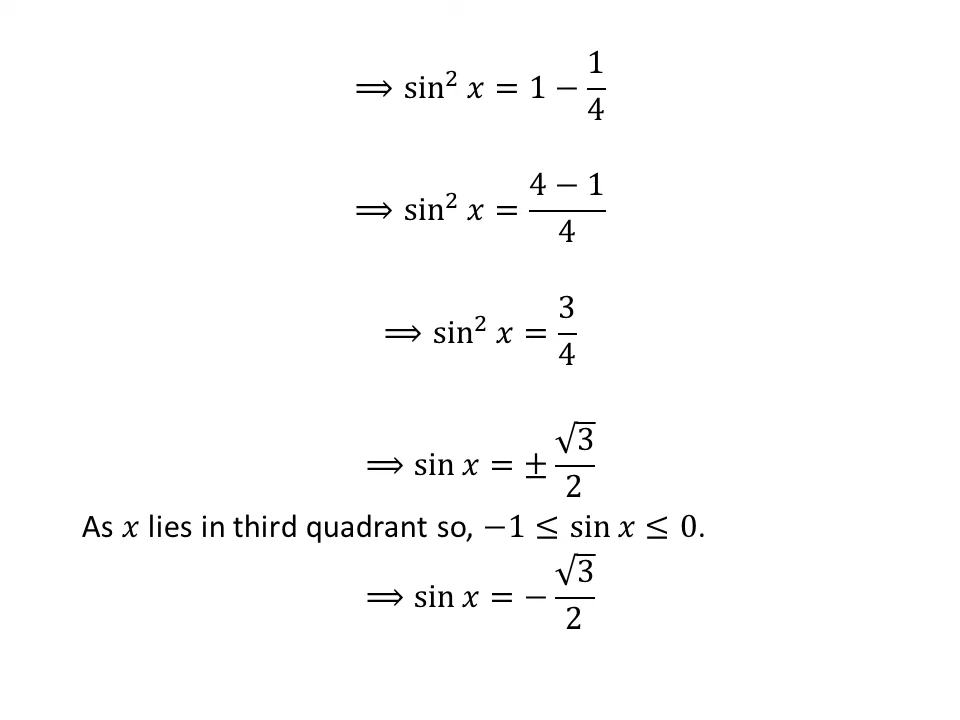 ⟹ sin² 𝑥 = 1 − 1/4
⟹ sin² 𝑥 = (4 − 1)/4
⟹ sin² 𝑥 = 3/4
⟹ sin 𝑥 = ± √3/2
As 𝑥 lies in third quadrant so, −1 ≤ sin 𝑥 ≤ 0.
⟹ sin 𝑥 = − √3/2